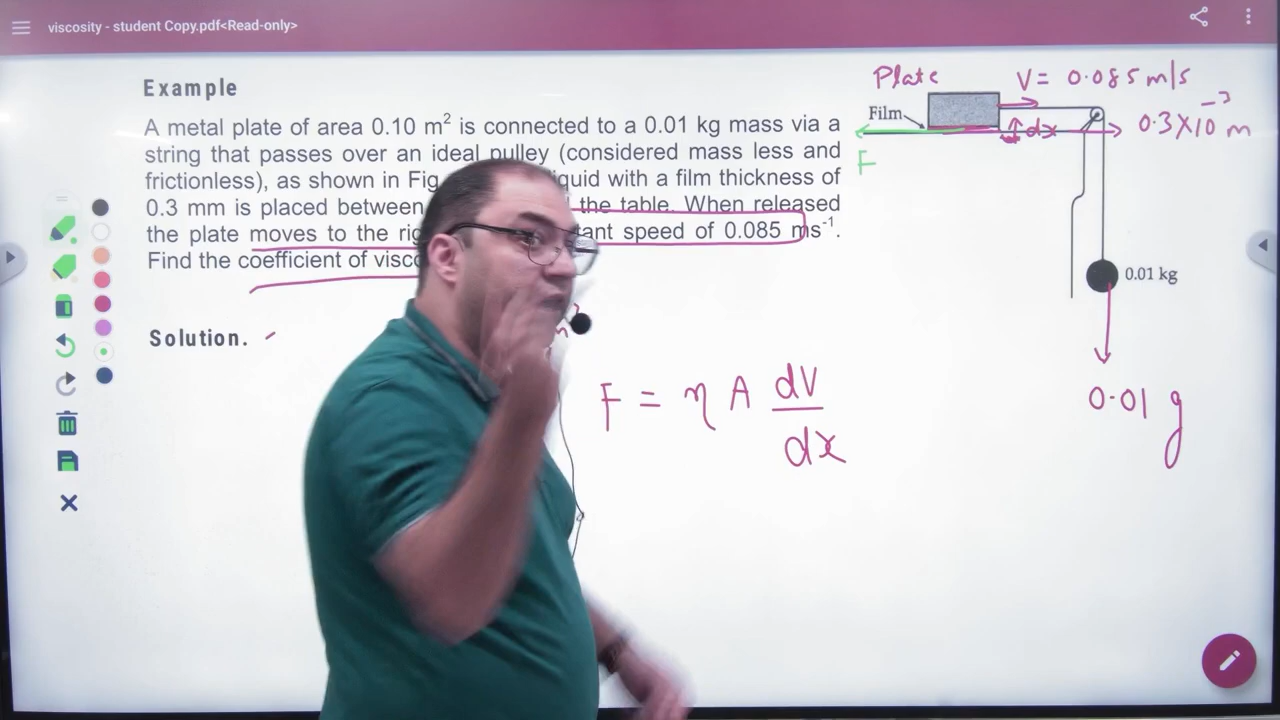 viscosity - student Copy.pdf<Read-only>
Example
A metal plate of area 0.10 m² is connected to a 0.01 kg mass via a
string that passes over an ideal pulley (considered mass less and
frictionless), as shown in Fig liquid with a film thickness of
0.3 mm is placed between the table. When released
the plate moves to the speed of 0.085 ms⁻¹.
Find the coefficient of
Solution.
Plate
V = 0.085 m/s
Film
dx
0.3×10⁻³ m
F
0.01 kg
0.01 g
F = η A dV
dx